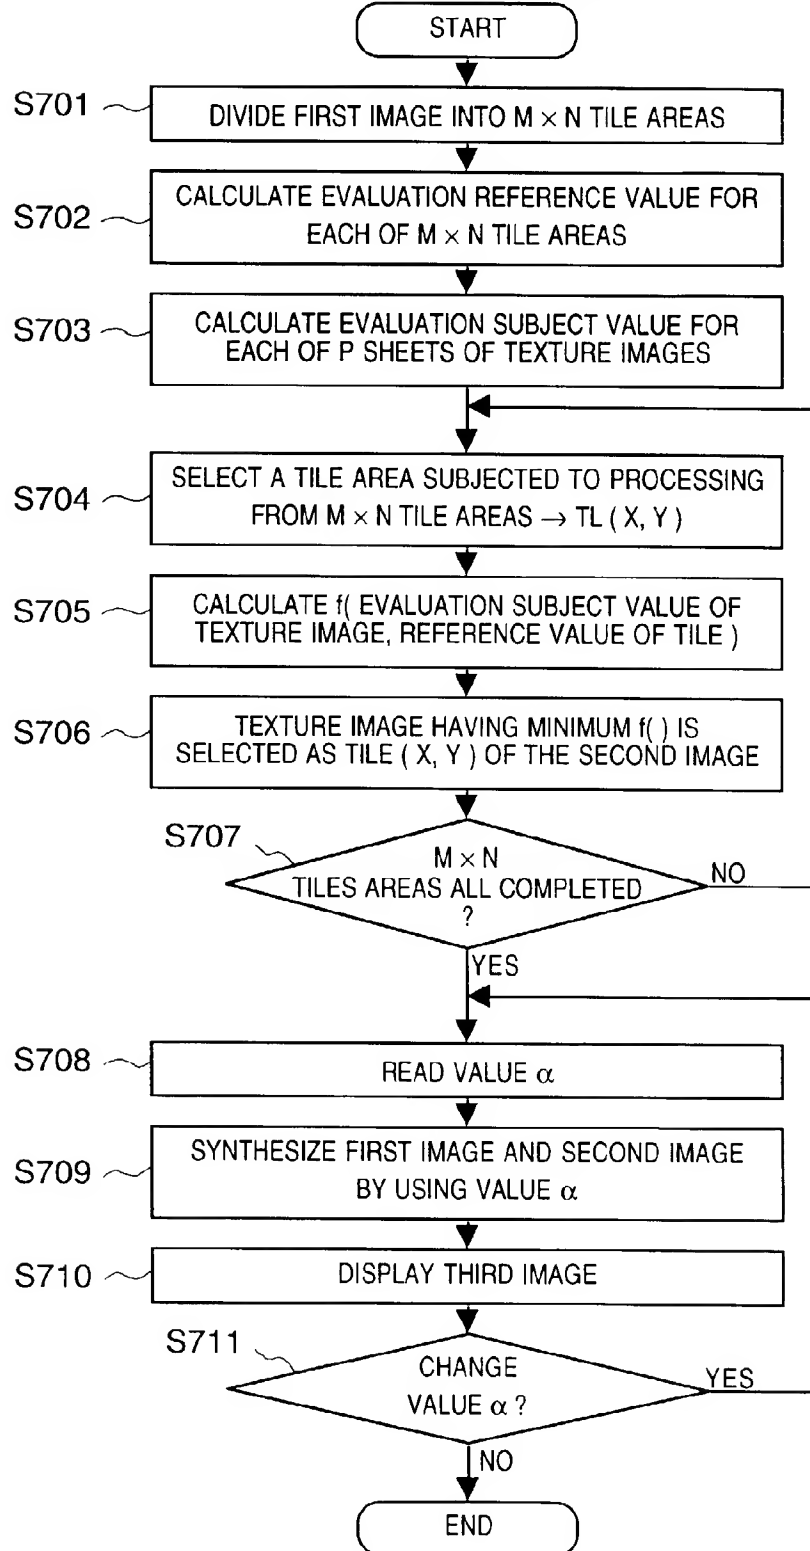 START
S701
DIVIDE FIRST IMAGE INTO M × N TILE AREAS
S702
CALCULATE EVALUATION REFERENCE VALUE FOR
EACH OF M × N TILE AREAS
S703
CALCULATE EVALUATION SUBJECT VALUE FOR
EACH OF P SHEETS OF TEXTURE IMAGES
S704
SELECT A TILE AREA SUBJECTED TO PROCESSING
FROM M × N TILE AREAS → TL ( X, Y )
S705
CALCULATE f( EVALUATION SUBJECT VALUE OF
TEXTURE IMAGE, REFERENCE VALUE OF TILE )
S706
TEXTURE IMAGE HAVING MINIMUM f( ) IS
SELECTED AS TILE ( X, Y ) OF THE SECOND IMAGE
S707
M × N
TILES AREAS ALL COMPLETED
?
NO
YES
S708
READ VALUE α
S709
SYNTHESIZE FIRST IMAGE AND SECOND IMAGE
BY USING VALUE α
S710
DISPLAY THIRD IMAGE
S711
CHANGE
VALUE α ?
YES
NO
END